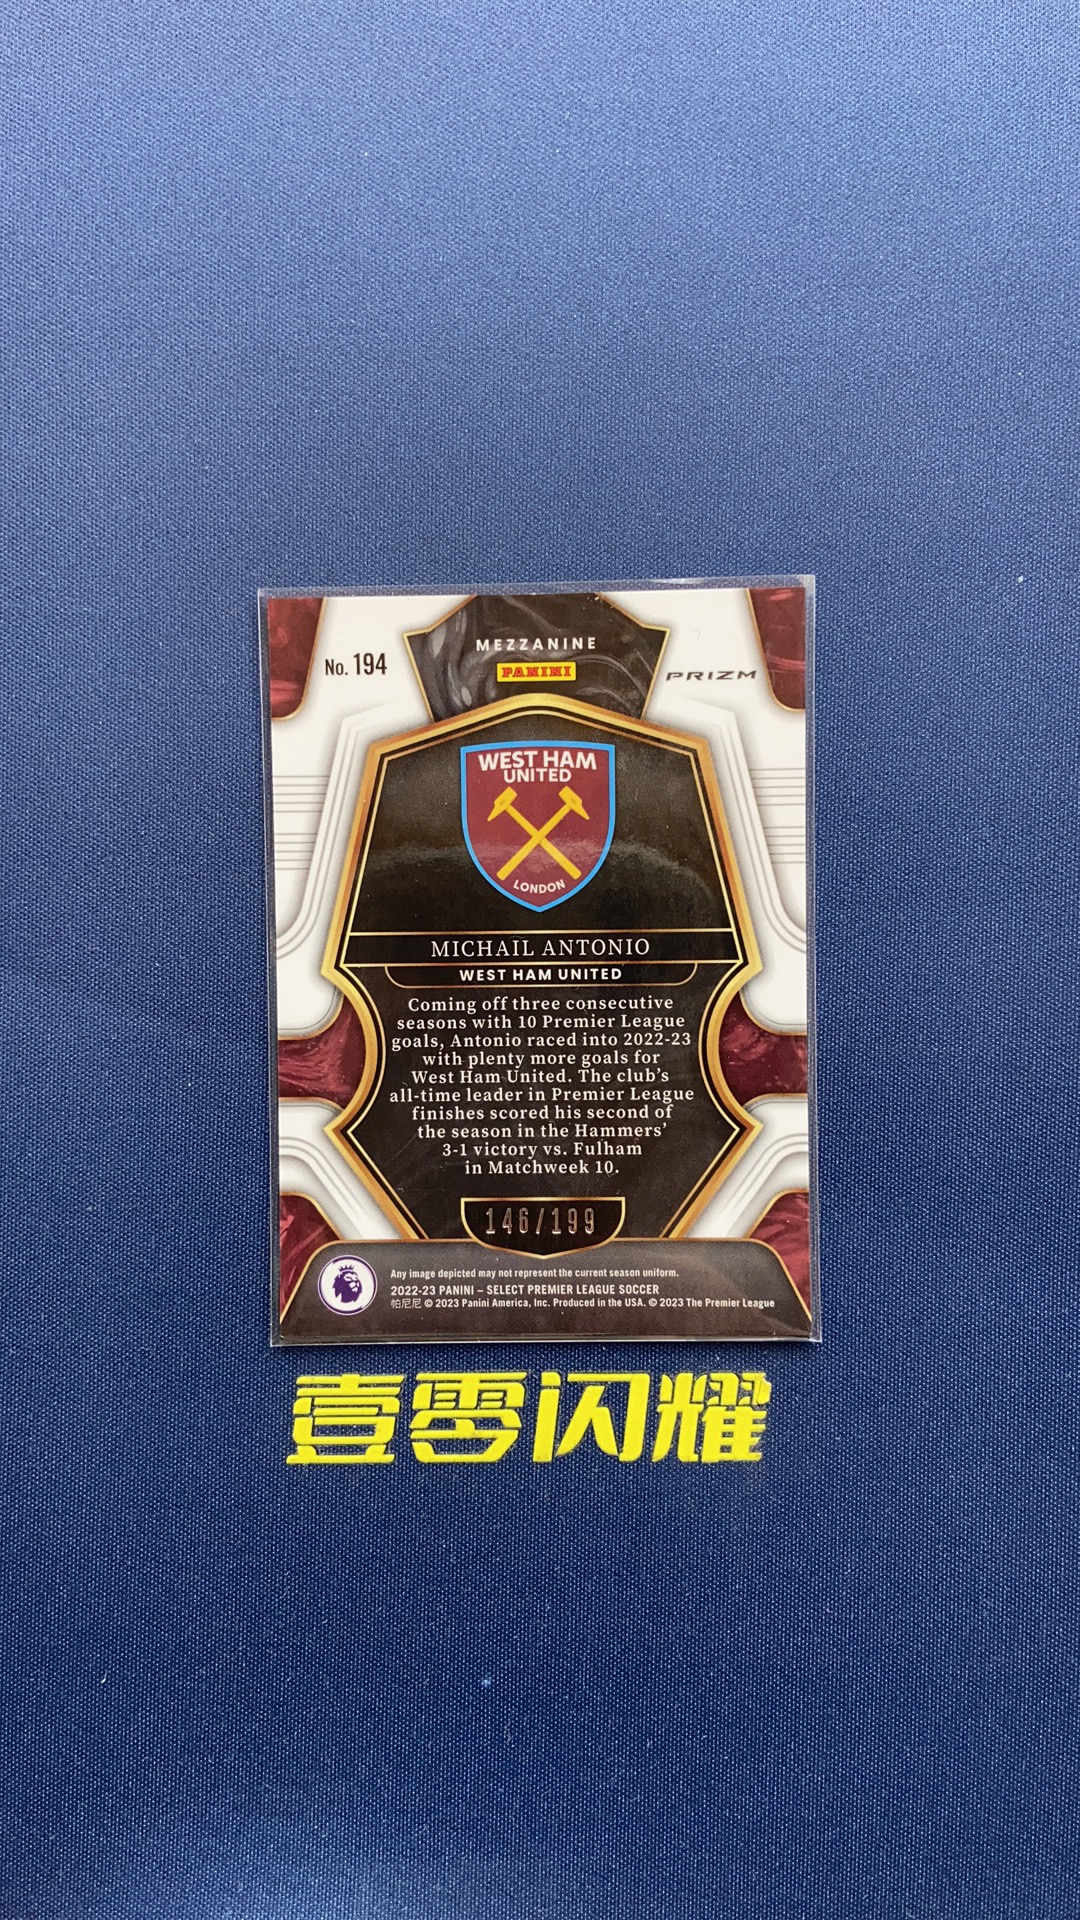 MEZZANINE
No. 194
PANINI
PRIZM
WEST HAM
UNITED
LONDON
MICHAIL ANTONIO
WEST HAM UNITED
Coming off three consecutive
seasons with 10 Premier League
goals, Antonio raced into 2022-23
with plenty more goals for
West Ham United. The club's
all-time leader in Premier League
finishes scored his second of
the season in the Hammers'
3-1 victory vs. Fulham
in Matchweek 10.
146/199
Any image depicted may not represent the current season uniform.
2022-23 PANINI – SELECT PREMIER LEAGUE SOCCER
帕尼尼 © 2023 Panini America, Inc. Produced in the USA. © 2023 The Premier League
壹零闪耀